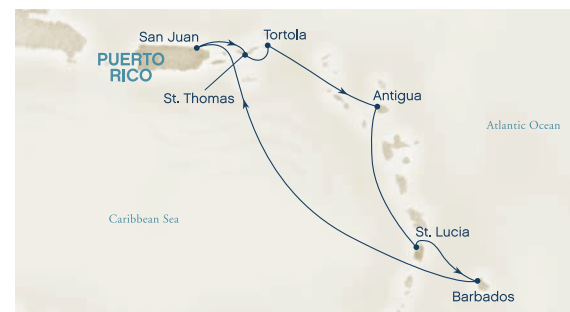 San Juan
Tortola
PUERTO
RICO
St. Thomas
Antigua
Atlantic Ocean
Caribbean Sea
St. Lucia
Barbados